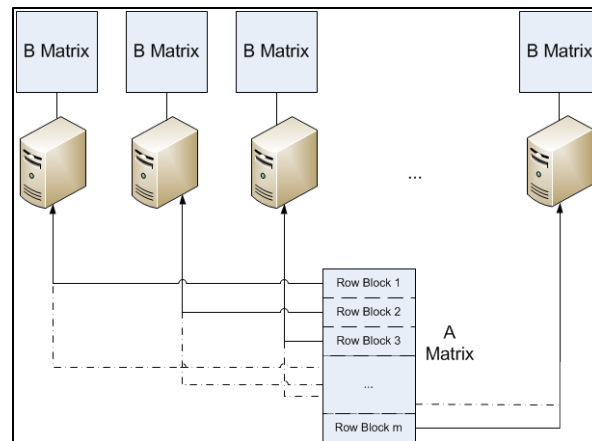 B Matrix
B Matrix
B Matrix
B Matrix
...
Row Block 1
Row Block 2
Row Block 3
...
Row Block m
A
Matrix